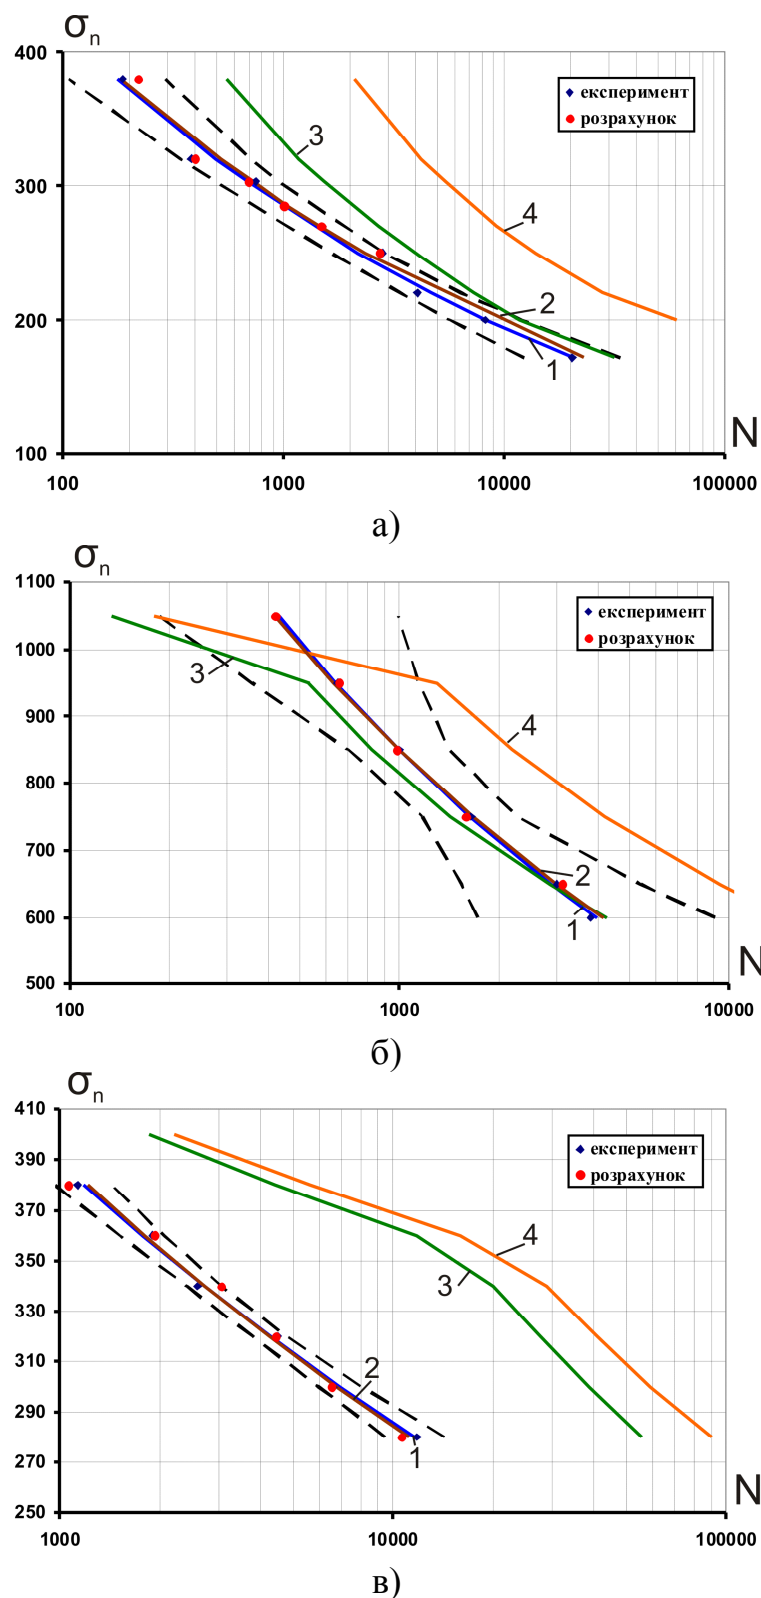 σn
400
експеримент
розрахунок
3
300
4
2
200
1
100
N
100
1000
10000
100000
а)
σn
1100
експеримент
розрахунок
1000
3
900
4
800
700
2
600
1
500
N
100
1000
10000
б)
σn
410
експеримент
розрахунок
390
370
350
4
3
330
310
2
290
270
1
250
N
1000
10000
100000
в)